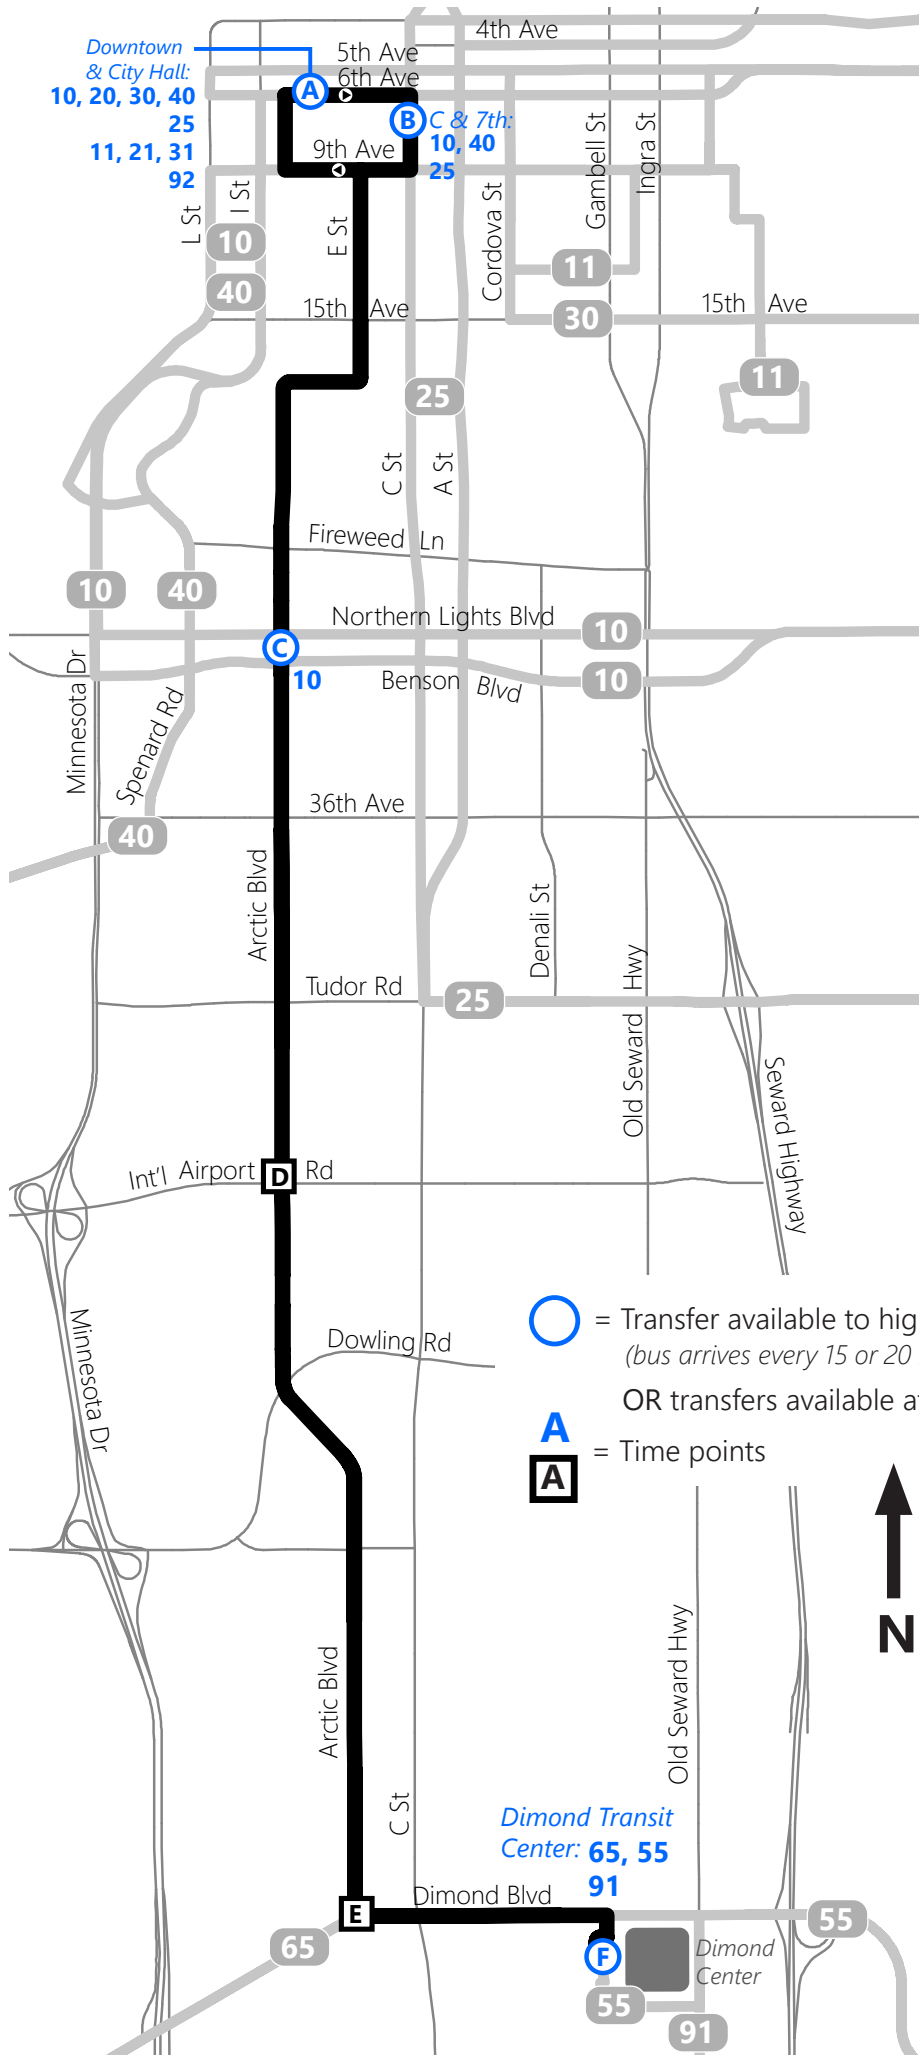 4th Ave
Downtown
& City Hall:
10, 20, 30, 40
25
11, 21, 31
92
5th Ave
6th Ave
A
B
C & 7th:
10, 40
25
9th Ave
L St
I St
E St
Cordova St
Gambell St
Ingra St
10
40
11
30
15th Ave
15th Ave
11
25
C St
A St
Fireweed Ln
10
40
Northern Lights Blvd
10
C
10
Benson Blvd
10
Minnesota Dr
Spenard Rd
36th Ave
40
Arctic Blvd
Denali St
Old Seward Hwy
Tudor Rd
25
Seward Highway
Int'l Airport Rd
D
Minnesota Dr
Dowling Rd
= Transfer available to hig
(bus arrives every 15 or 20
OR transfers available a
A
A
= Time points
N
Arctic Blvd
Old Seward Hwy
C St
Dimond Transit
Center: 65, 55
91
Dimond Blvd
E
65
F
55
Dimond
Center
55
91